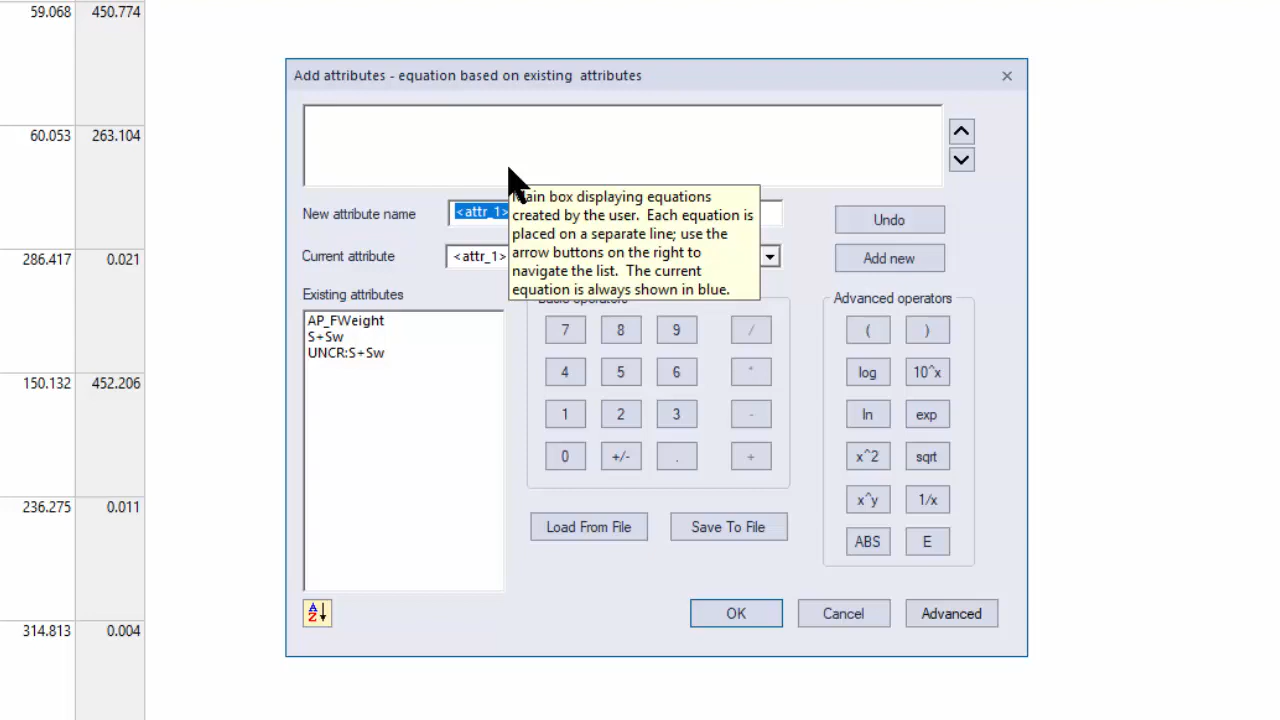 59.068 450.774
60.053 263.104
286.417 0.021
150.132 452.206
236.275 0.011
314.813 0.004
Add attributes - equation based on existing attributes
New attribute name <attr_1>
Main box displaying equations
created by the user. Each equation is
placed on a separate line; use the
arrow buttons on the right to
navigate the list. The current
equation is always shown in blue.
Undo
Current attribute <attr_1>
Add new
Existing attributes
AP_FWeight
S+Sw
UNCR:S+Sw
Basic operators
7 8 9 /
4 5 6 *
1 2 3 -
0 +/- . +
Load From File Save To File
Advanced operators
( )
log 10^x
ln exp
x^2 sqrt
x^y 1/x
ABS E
A
Z
OK Cancel Advanced